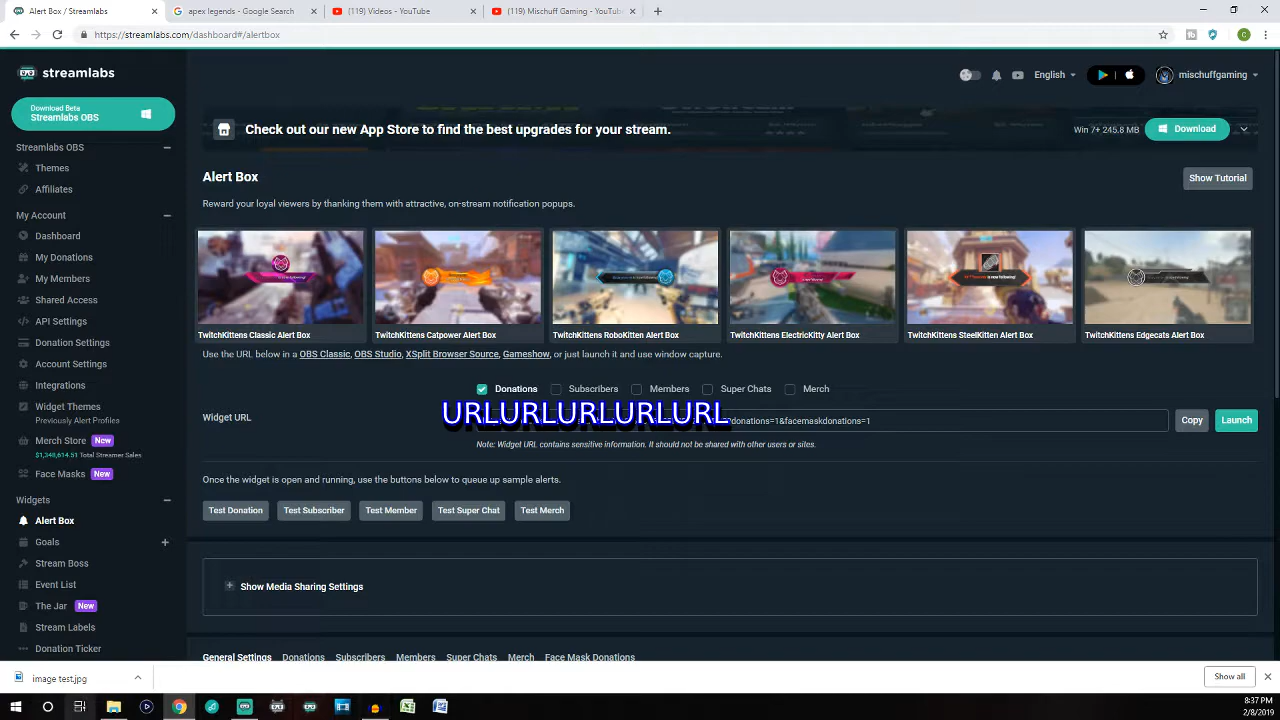 Alert Box / Streamlabs
apex legends - Google Search
(119) Videos - YouTube
(119) Mischuff Gaming - YouTube
https://streamlabs.com/dashboard#/alertbox
streamlabs
English
mischuffgaming
Download Beta
Streamlabs OBS
Check out our new App Store to find the best upgrades for your stream.
Win 7+ 245.8 MB
Download
Streamlabs OBS
Themes
Affiliates
My Account
Dashboard
My Donations
My Members
Shared Access
API Settings
Donation Settings
Account Settings
Integrations
Widget Themes
Previously Alert Profiles
Merch Store New
$1,348,614.51 Total Streamer Sales
Face Masks New
Widgets
Alert Box
Goals
Stream Boss
Event List
The Jar New
Stream Labels
Donation Ticker
Alert Box
Show Tutorial
Reward your loyal viewers by thanking them with attractive, on-stream notification popups.
TwitchKittens Classic Alert Box
TwitchKittens Catpower Alert Box
TwitchKittens RoboKitten Alert Box
TwitchKittens ElectricKitty Alert Box
TwitchKittens SteelKitten Alert Box
TwitchKittens Edgecats Alert Box
Use the URL below in a OBS Classic, OBS Studio, XSplit Browser Source, Gameshow, or just launch it and use window capture.
Donations Subscribers Members Super Chats Merch
Widget URL
URLURLURLURLURL
donations=1&facemaskdonations=1
Copy
Launch
Note: Widget URL contains sensitive information. It should not be shared with other users or sites.
Once the widget is open and running, use the buttons below to queue up sample alerts.
Test Donation Test Subscriber Test Member Test Super Chat Test Merch
Show Media Sharing Settings
General Settings Donations Subscribers Members Super Chats Merch Face Mask Donations
image test.jpg
Show all
8:37 PM
2/8/2019